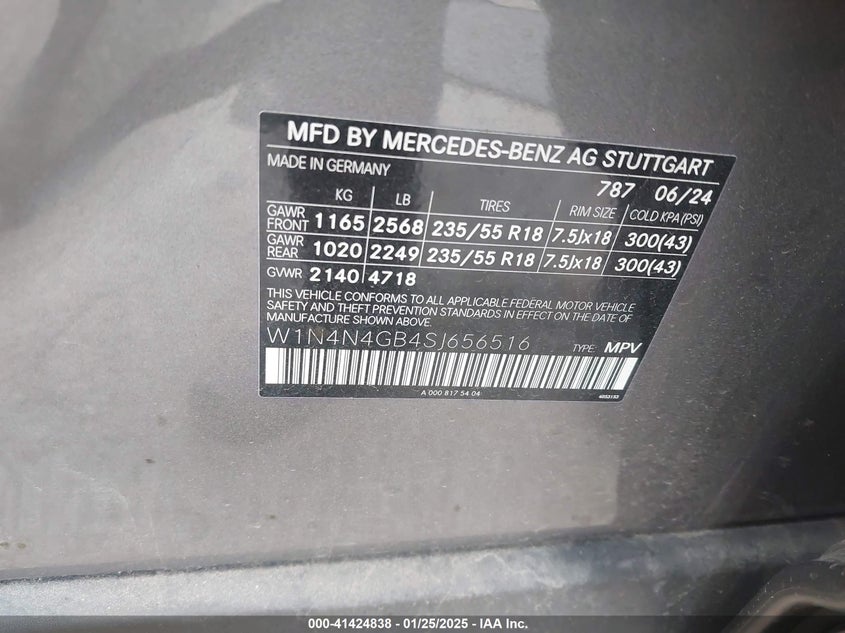 MFD BY MERCEDES-BENZ AG STUTTGART
MADE IN GERMANY
787 06/24
KG LB TIRES RIM SIZE COLD KPA (PSI)
GAWR FRONT 1165 2568 235/55 R18 7.5Jx18 300(43)
GAWR REAR 1020 2249 235/55 R18 7.5Jx18 300(43)
GVWR 2140 4718
THIS VEHICLE CONFORMS TO ALL APPLICABLE FEDERAL MOTOR VEHICLE
SAFETY AND THEFT PREVENTION STANDARDS IN EFFECT ON THE DATE
OF MANUFACTURE SHOWN ABOVE.
W1N4N4GB4SJ656516 TYPE: MPV
A 000 817 54 04
000-41424838 - 01/25/2025 - IAA Inc.